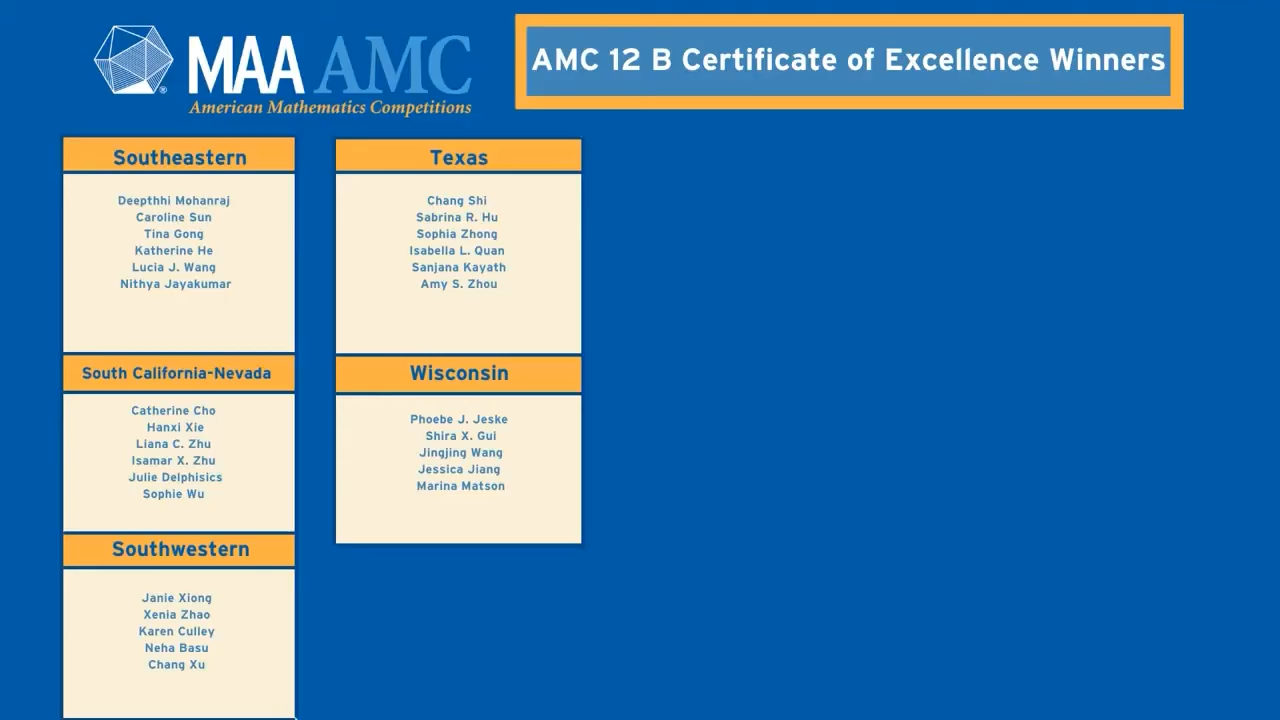 MAA AMC
American Mathematics Competitions
AMC 12 B Certificate of Excellence Winners
Southeastern
Deepthhi Mohanraj
Caroline Sun
Tina Gong
Katherine He
Lucia J. Wang
Nithya Jayakumar
South California-Nevada
Catherine Cho
Hanxi Xie
Liana C. Zhu
Isamar X. Zhu
Julie Delphisics
Sophie Wu
Southwestern
Janie Xiong
Xenia Zhao
Karen Culley
Neha Basu
Chang Xu
Texas
Chang Shi
Sabrina R. Hu
Sophia Zhong
Isabella L. Quan
Sanjana Kayath
Amy S. Zhou
Wisconsin
Phoebe J. Jeske
Shira X. Gui
Jingjing Wang
Jessica Jiang
Marina Matson